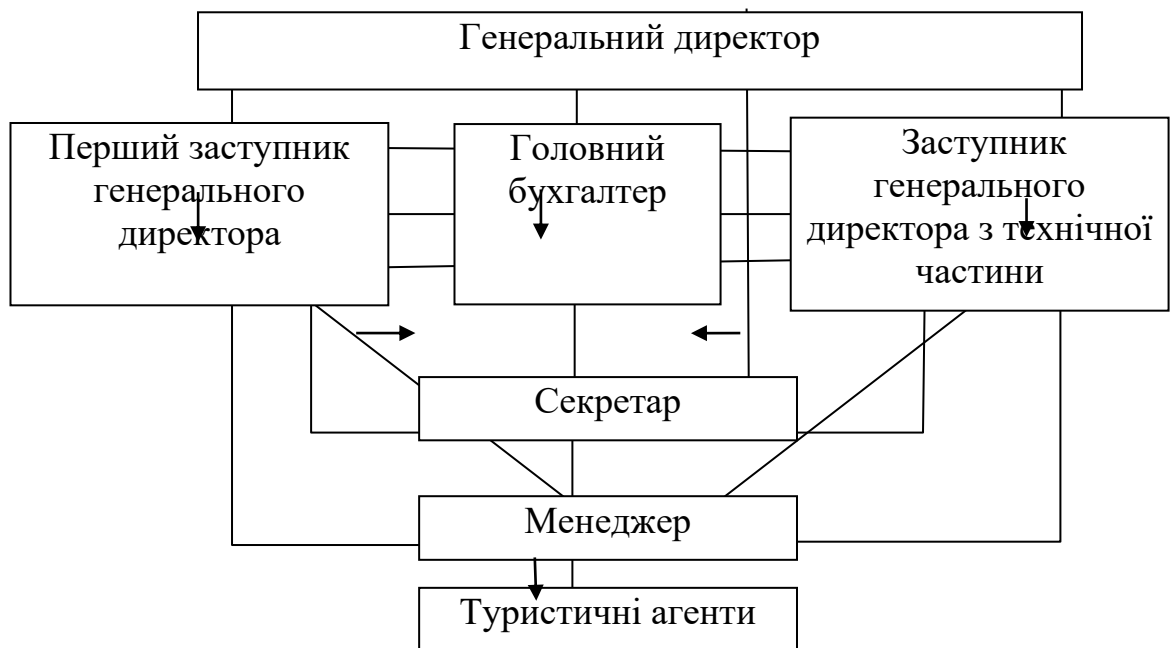 Генеральний директор
Перший заступник
генерального
директора
Головний
бухгалтер
Заступник
генерального
директора з технічної
частини
Секретар
Менеджер
Туристичні агенти